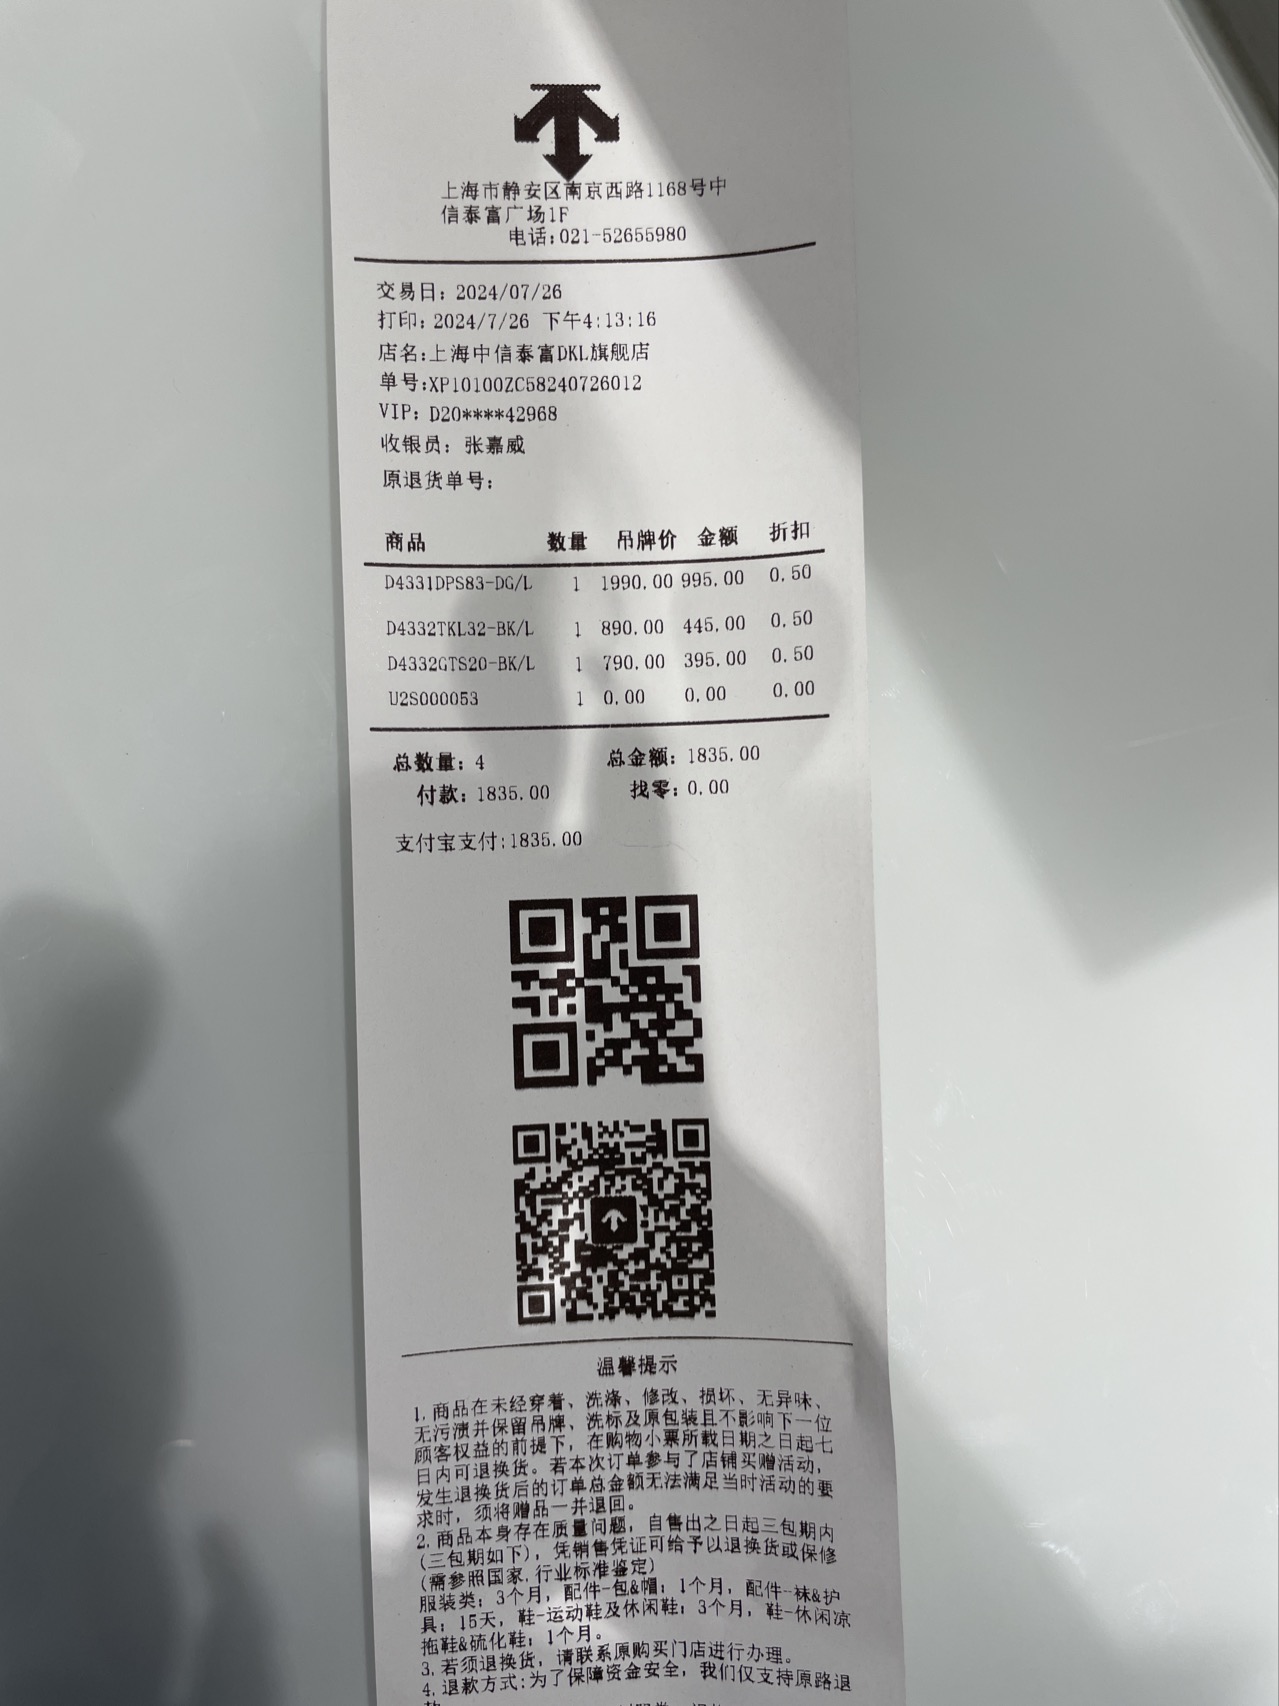 上海市静安区南京西路1168号中
信泰富广场1F
电话:021-52655980
交易日: 2024/07/26
打印: 2024/7/26 下午4:13:16
店名:上海中信泰富DKL旗舰店
单号:XP10100ZC58240726012
VIP: D20****42968
收银员: 张嘉威
原退货单号:
商品 数量 吊牌价 金额 折扣
D4331DPS83-DG/L 1 1990.00 995.00 0.50
D4332TKL32-BK/L 1 890.00 445.00 0.50
D4332GTS20-BK/L 1 790.00 395.00 0.50
U2S000053 1 0.00 0.00 0.00
总数量: 4 总金额: 1835.00
付款: 1835.00 找零: 0.00
支付宝支付:1835.00
温馨提示
1. 商品在未经穿着、洗涤、修改、损坏、无异味、
无污渍并保留吊牌、洗标及原包装且不影响下一位
顾客权益的前提下, 在购物小票所载日期之日起七
日内可退换货。若本次订单参与了店铺买赠活动,
发生退换货后的订单总金额无法满足当时活动的要
求时, 须将赠品一并退回。
2. 商品本身存在质量问题, 自售出之日起三包期内
(三包期如下), 凭销售凭证可给予以退换货或保修
(需参照国家.行业标准鉴定)
服装类: 3个月, 配件-包&帽: 1个月, 配件-袜&护
具: 15天, 鞋-运动鞋及休闲鞋: 3个月, 鞋-休闲凉
拖鞋&硫化鞋: 1个月。
3. 若须退换货, 请联系原购买门店进行办理。
4. 退款方式:为了保障资金安全, 我们仅支持原路退